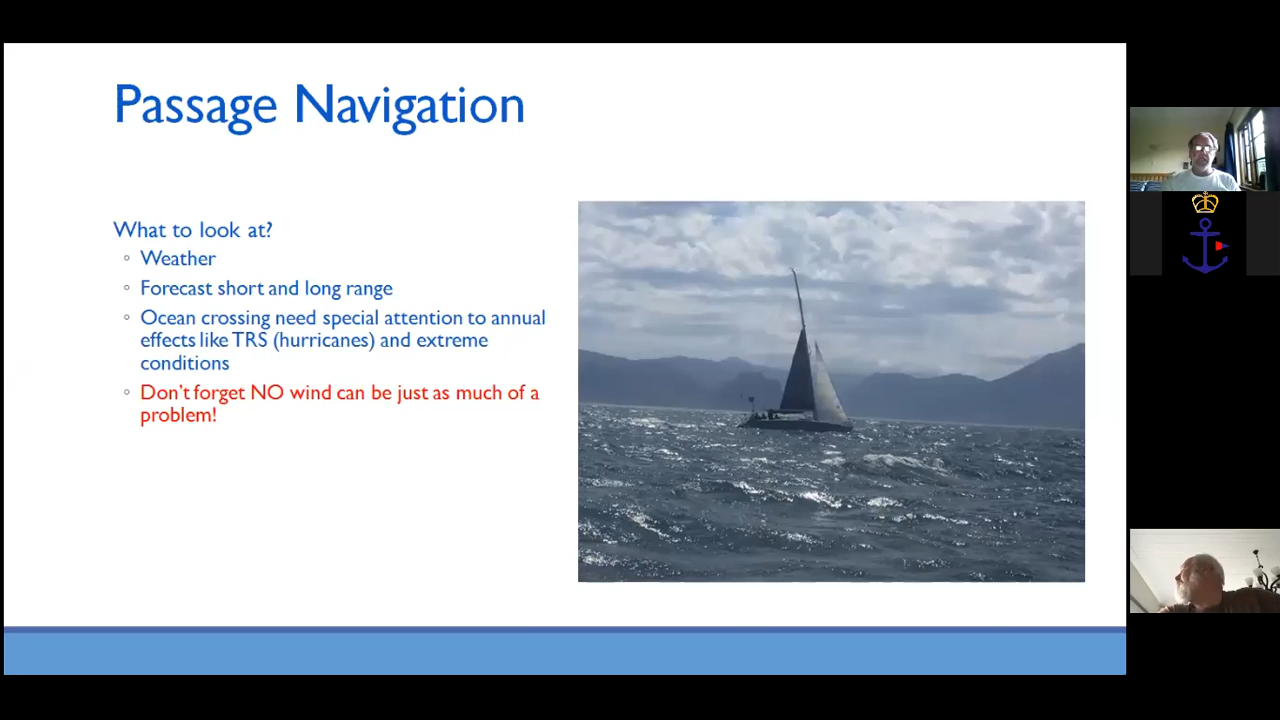 Passage Navigation
What to look at?
◦ Weather
◦ Forecast short and long range
◦ Ocean crossing need special attention to annual
effects like TRS (hurricanes) and extreme
conditions
◦ Don't forget NO wind can be just as much of a
problem!